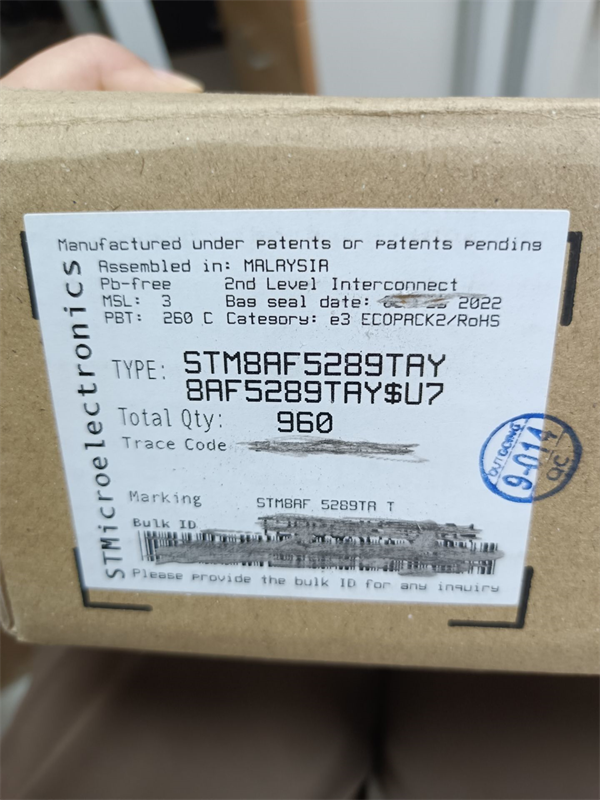 Manufactured under patents or patents pending
Assembled in: MALAYSIA
Pb-free 2nd Level Interconnect
MSL: 3 Bag seal date: 2022
PBT: 260 C Category: e3 ECOPACK2/RoHS
STMicroelectronics
TYPE: STM8AF5289TAY
8AF5289TAY$U7
Total Qty: 960
Trace Code
OUTGOING
9-014
QC
Marking STM8AF 5289TA T
Bulk ID
Please provide the bulk ID for any inquiry